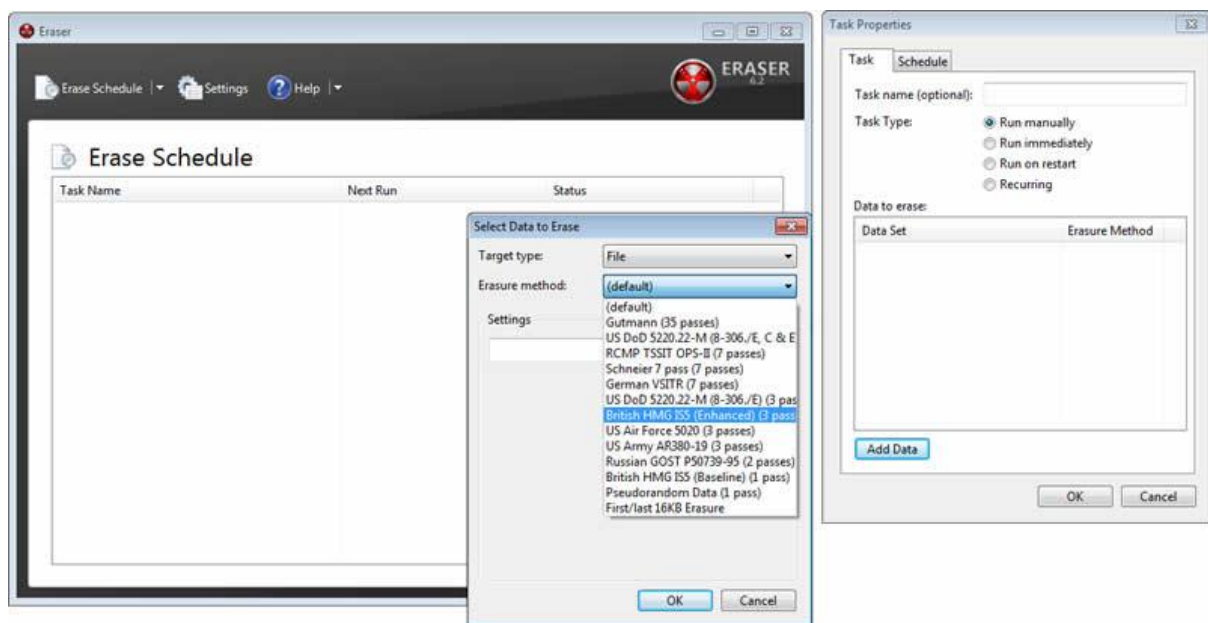 Eraser
Erase Schedule
Settings
Help
ERASER
6.2
Erase Schedule
Task Name Next Run Status
Select Data to Erase
Target type: File
Erasure method: (default)
Settings
(default)
Gutmann (35 passes)
US DoD 5220.22-M (8-306./E, C & E
RCMP TSSIT OPS-II (7 passes)
Schneier 7 pass (7 passes)
German VSITR (7 passes)
US DoD 5220.22-M (8-306./E) (3 pas
British HMG IS5 (Enhanced) (3 pass
US Air Force 5020 (3 passes)
US Army AR380-19 (3 passes)
Russian GOST P50739-95 (2 passes)
British HMG IS5 (Baseline) (1 pass)
Pseudorandom Data (1 pass)
First/last 16KB Erasure
OK Cancel
Task Properties
Task Schedule
Task name (optional):
Task Type: Run manually
Run immediately
Run on restart
Recurring
Data to erase:
Data Set Erasure Method
Add Data
OK Cancel